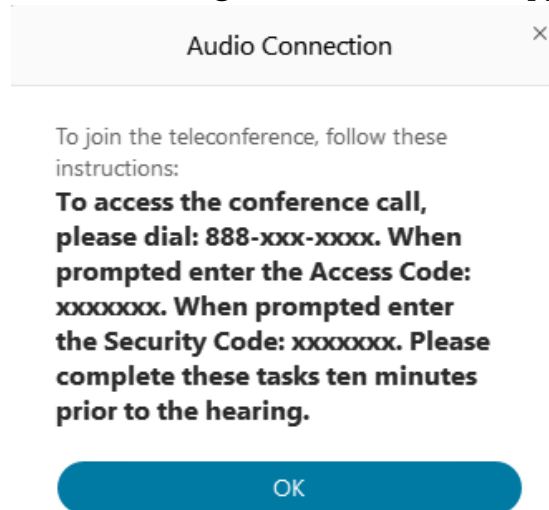 Audio Connection
×
To join the teleconference, follow these
instructions:
To access the conference call,
please dial: 888-xxx-xxxx. When
prompted enter the Access Code:
xxxxxxx. When prompted enter
the Security Code: xxxxxxx. Please
complete these tasks ten minutes
prior to the hearing.
OK